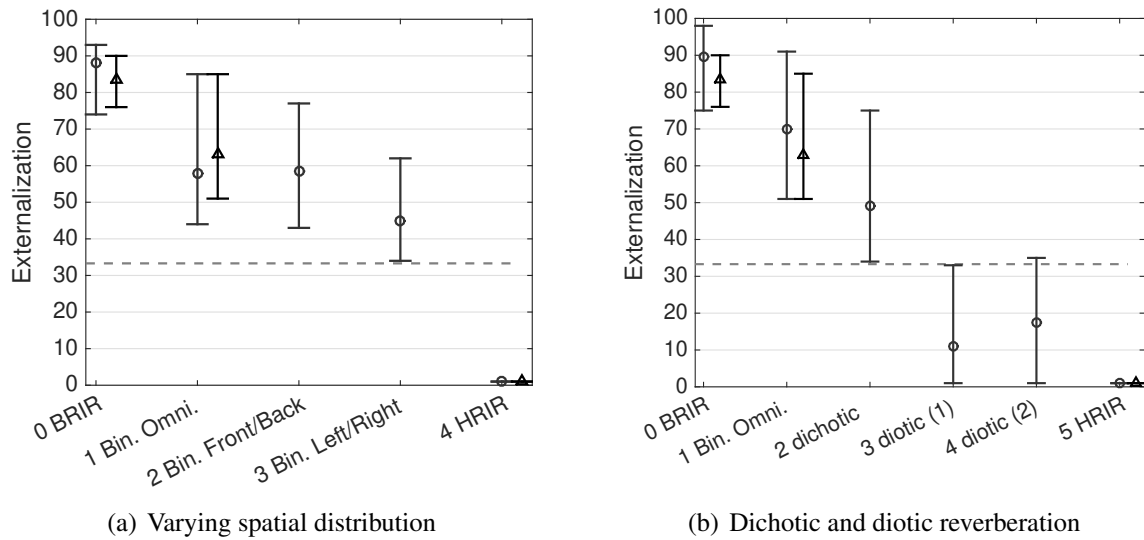 100
90
80
70
60
50
40
30
20
10
0
Externalization
0 BRIR
1 Bin. Omni.
2 Bin. Front/Back
3 Bin. Left/Right
4 HRIR
(a) Varying spatial distribution
100
90
80
70
60
50
40
30
20
10
0
Externalization
0 BRIR
1 Bin. Omni.
2 dichotic
3 diotic (1)
4 diotic (2)
5 HRIR
(b) Dichotic and diotic reverberation